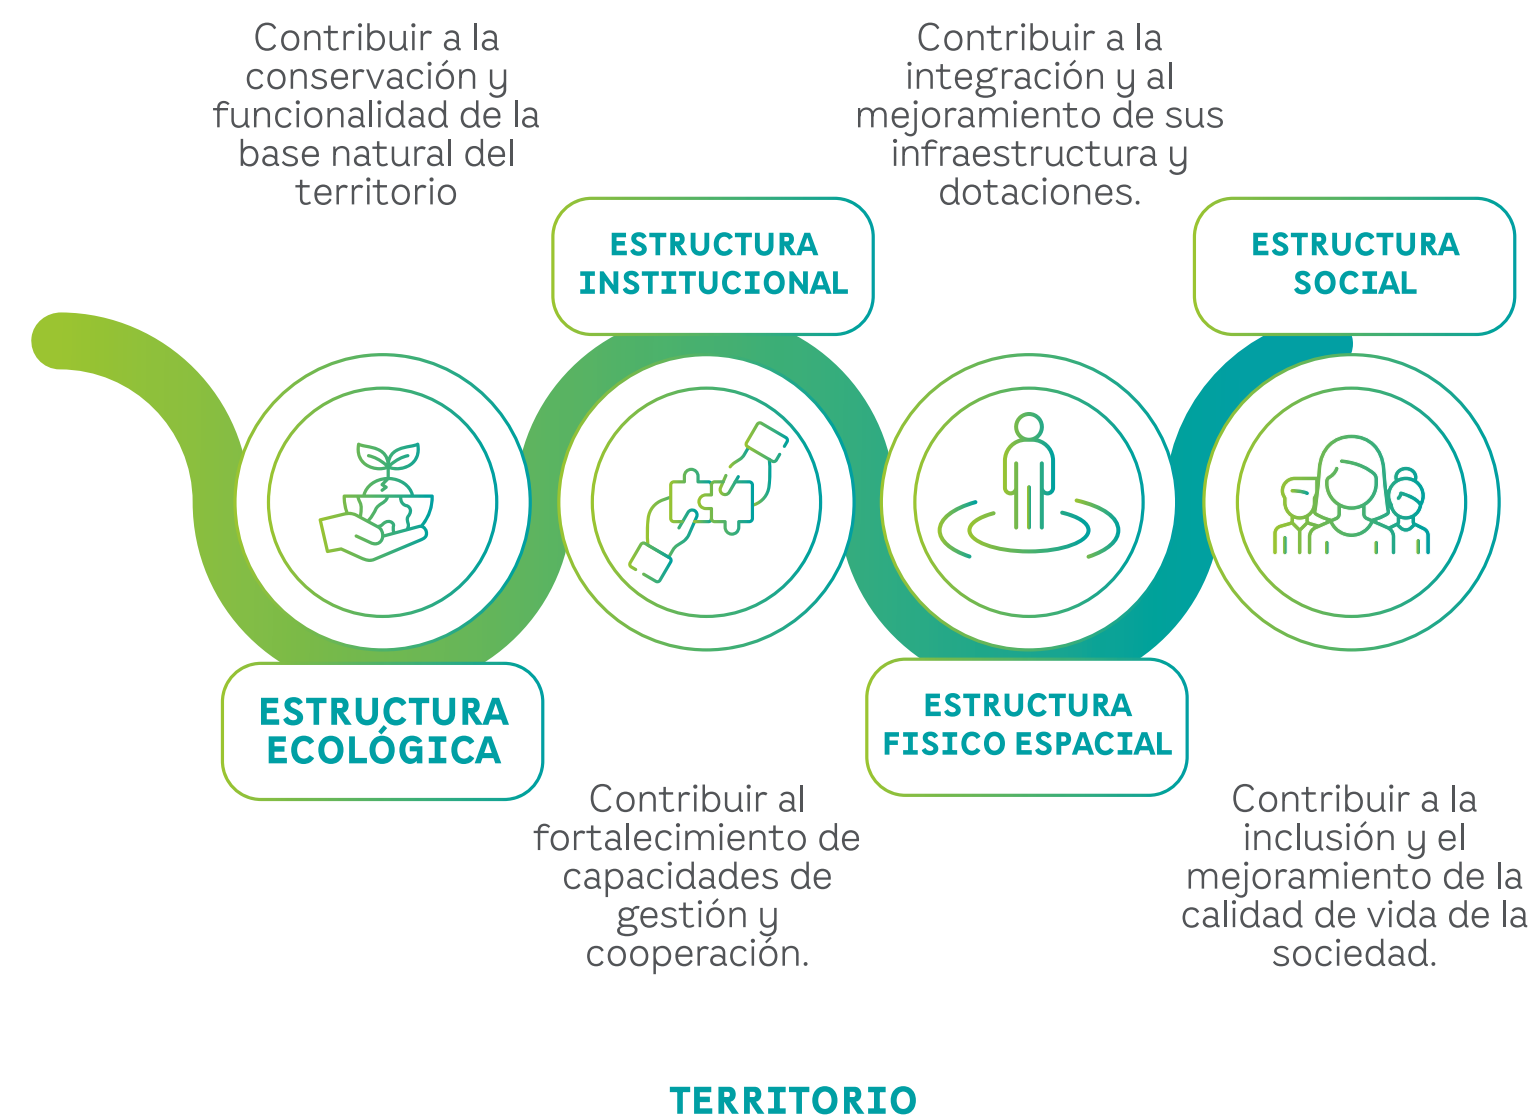 Contribuir a la
conservación y
funcionalidad de la
base natural del
territorio
ESTRUCTURA
ECOLÓGICA
ESTRUCTURA
INSTITUCIONAL
Contribuir al
fortalecimiento de
capacidades de
gestión y
cooperación.
Contribuir a la
integración y al
mejoramiento de sus
infraestructura y
dotaciones.
ESTRUCTURA
FISICO ESPACIAL
ESTRUCTURA
SOCIAL
Contribuir a la
inclusión y el
mejoramiento de la
calidad de vida de la
sociedad.
TERRITORIO